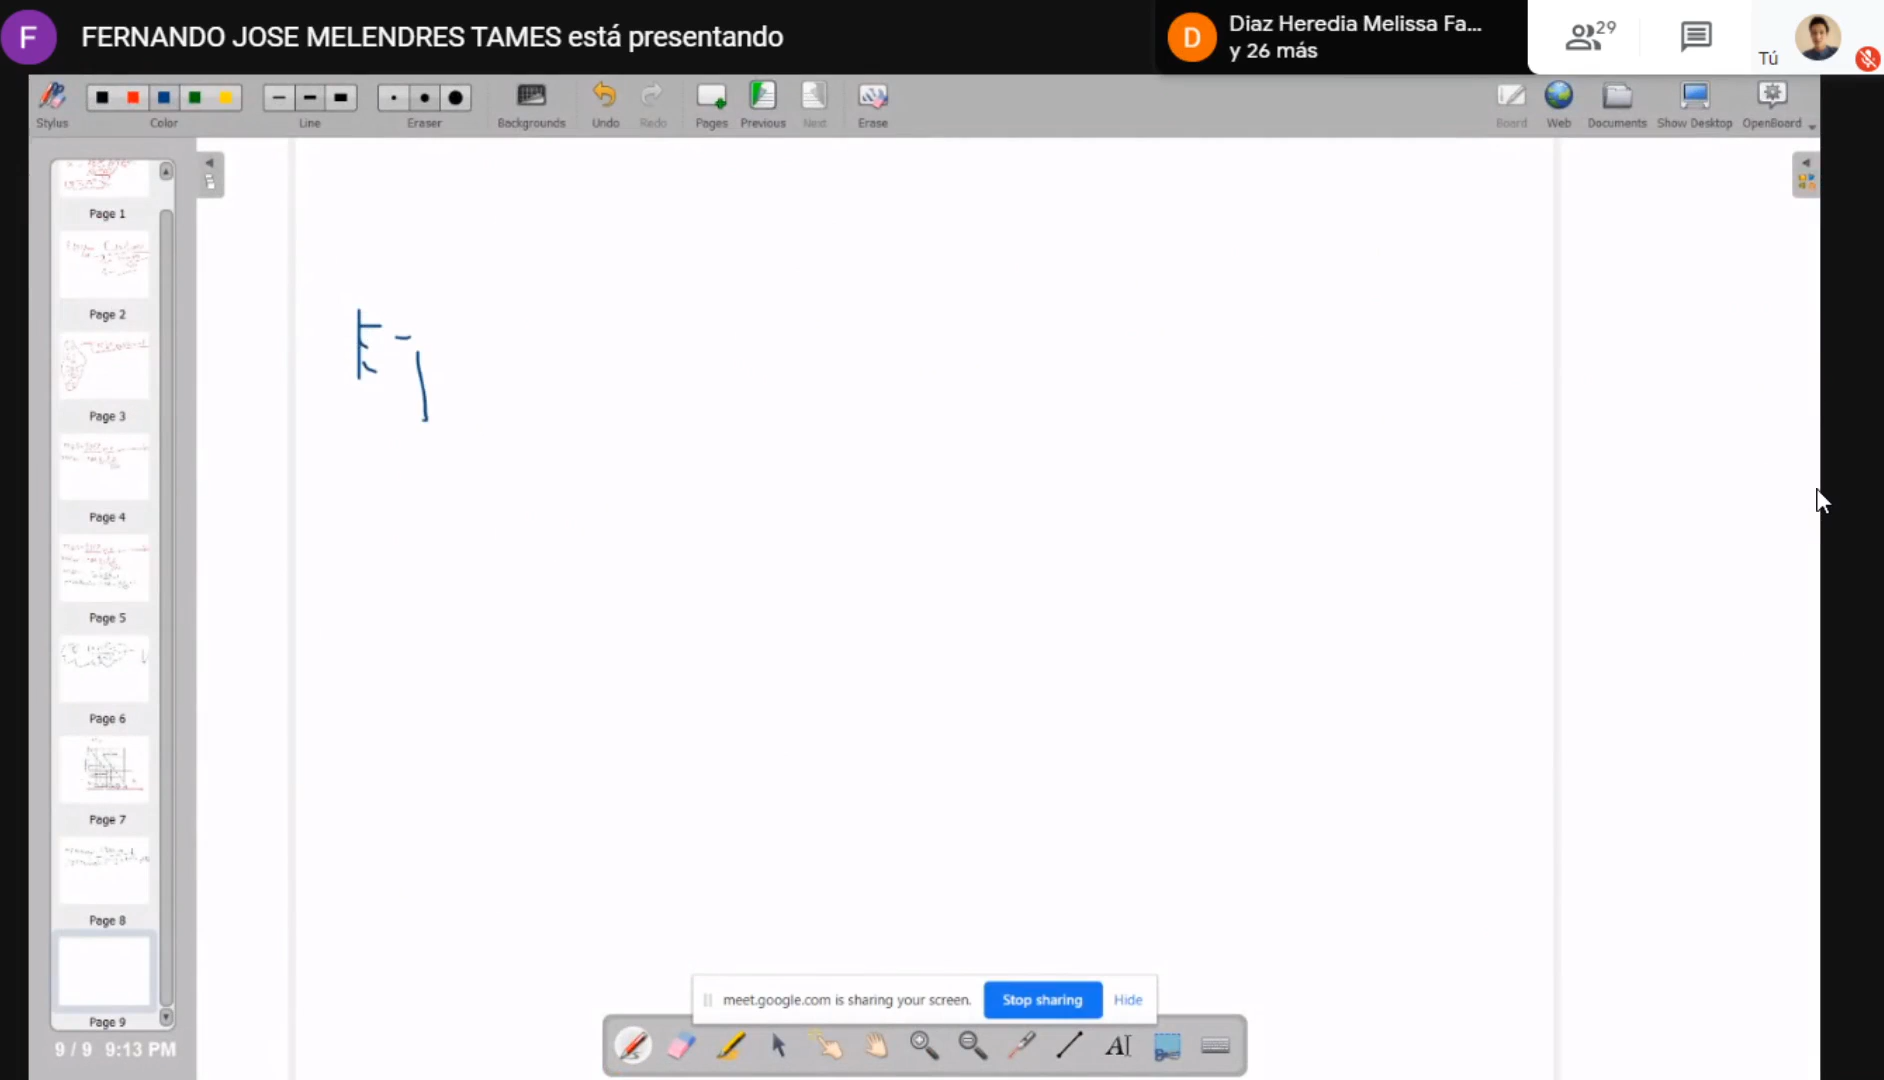 F
FERNANDO JOSE MELENDRES TAMES está presentando
D
Diaz Heredia Melissa Fa...
y 26 más
29
Tú
Stylus
Color
Line
Eraser
Backgrounds
Undo
Redo
Pages
Previous
Next
Erase
Board
Web
Documents
Show Desktop
OpenBoard
Page 1
Page 2
Page 3
Page 4
Page 5
Page 6
Page 7
Page 8
Page 9
9 / 9 9:13 PM
meet.google.com is sharing your screen.
Stop sharing
Hide